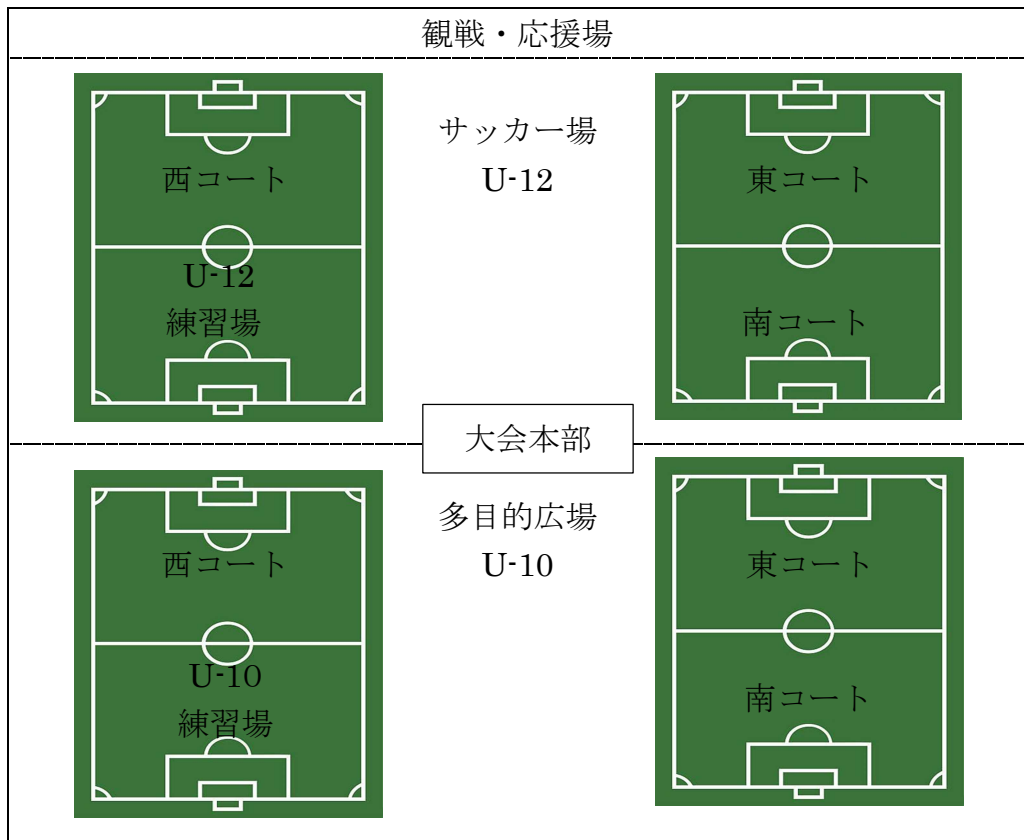 観戦・応援場
サッカー場
U-12
西コート
東コート
U-12
練習場
南コート
大会本部
多目的広場
U-10
西コート
東コート
U-10
練習場
南コート